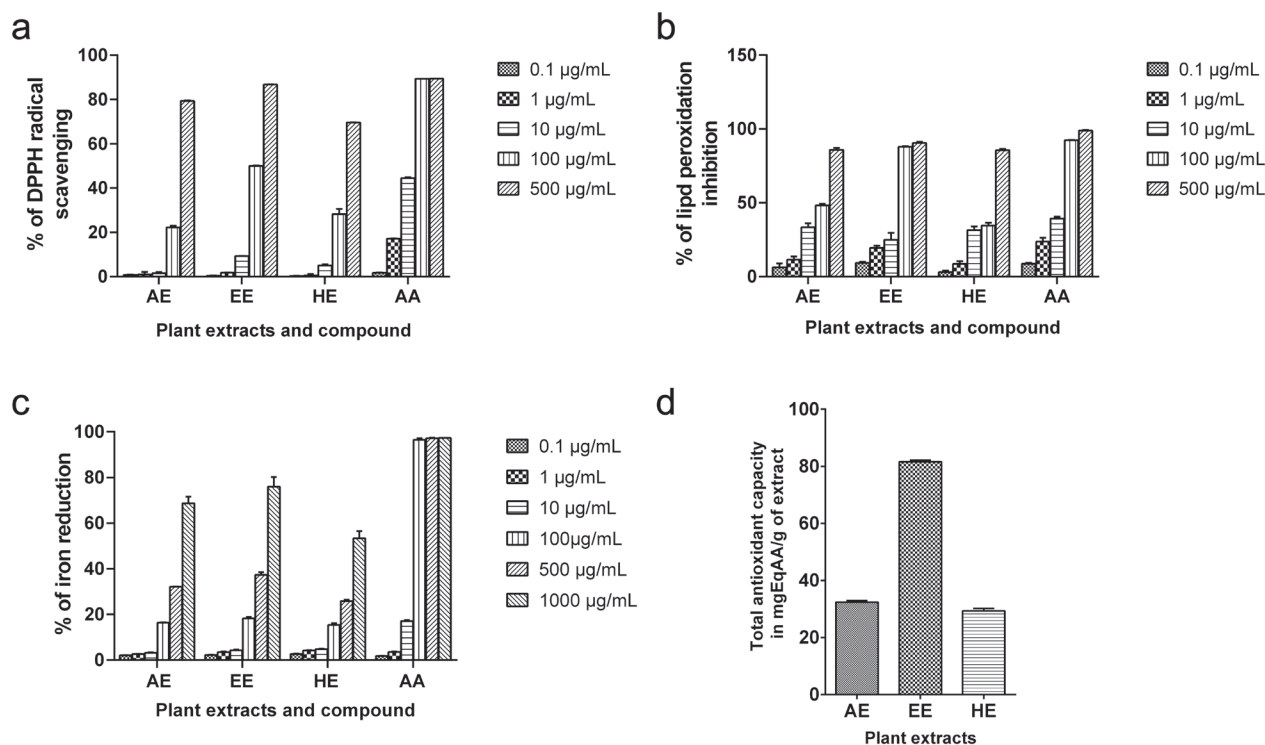 a
% of DPPH radical
scavenging
100
80
60
40
20
0
AE EE HE AA
Plant extracts and compound
0.1 µg/mL
1 µg/mL
10 µg/mL
100 µg/mL
500 µg/mL
b
% of lipd peroxidation
inhibition
150
100
50
0
AE EE HE AA
Plant extracts and compound
0.1 µg/mL
1 µg/mL
10 µg/mL
100 µg/mL
500 µg/mL
c
% of iron reduction
100
80
60
40
20
0
AE EE HE AA
Plant extracts and compound
0.1 µg/mL
1 µg/mL
10 µg/mL
100µg/mL
500 µg/mL
1000 µg/mL
d
Total antioxidant capacity
in mgEqAA/g of extract
100
80
60
40
20
0
AE EE HE
Plant extracts